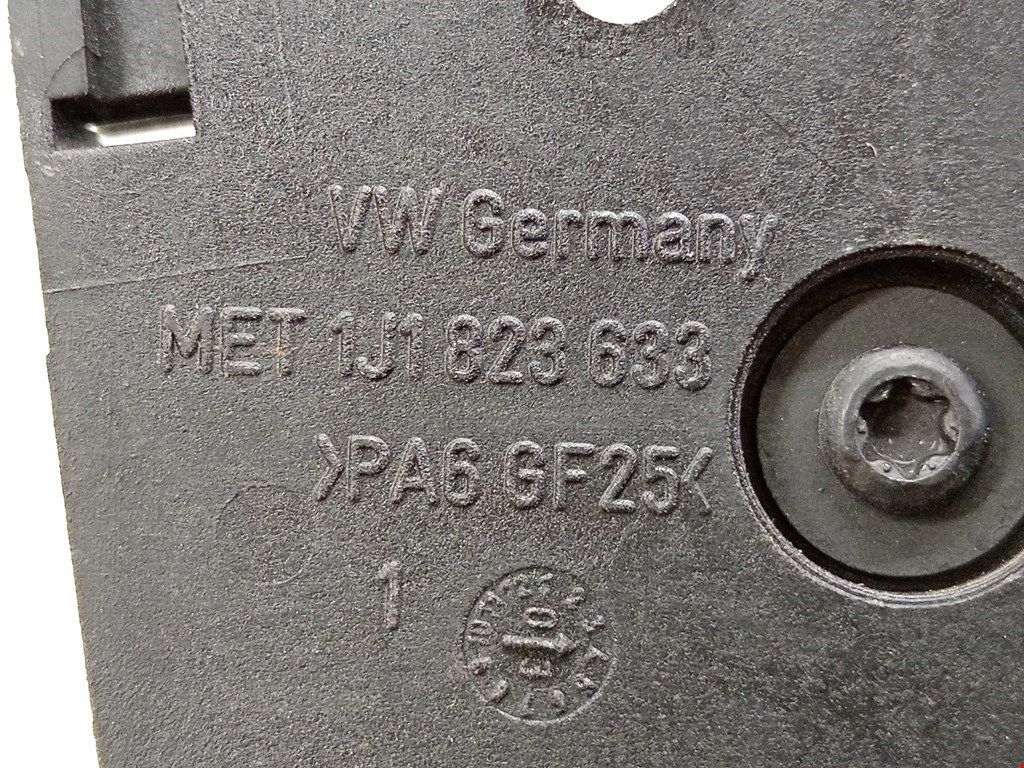 VW Germany
MET 1J1 823 633
>PA6 GF25<
1